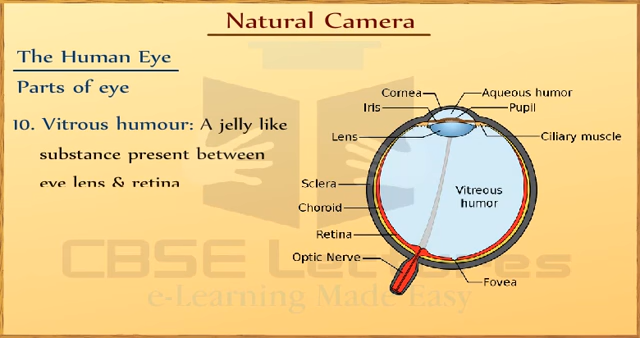 Natural Camera
The Human Eye
Parts of eye
10. Vitrous humour: A jelly like
substance present between
eye lens & retina
Cornea
Aqueous humor
Iris
Pupil
Lens
Ciliary muscle
Sclera
Vitreous
humor
Choroid
Retina
Optic Nerve
Fovea
CBSE Lectures
e-Learning Made Easy